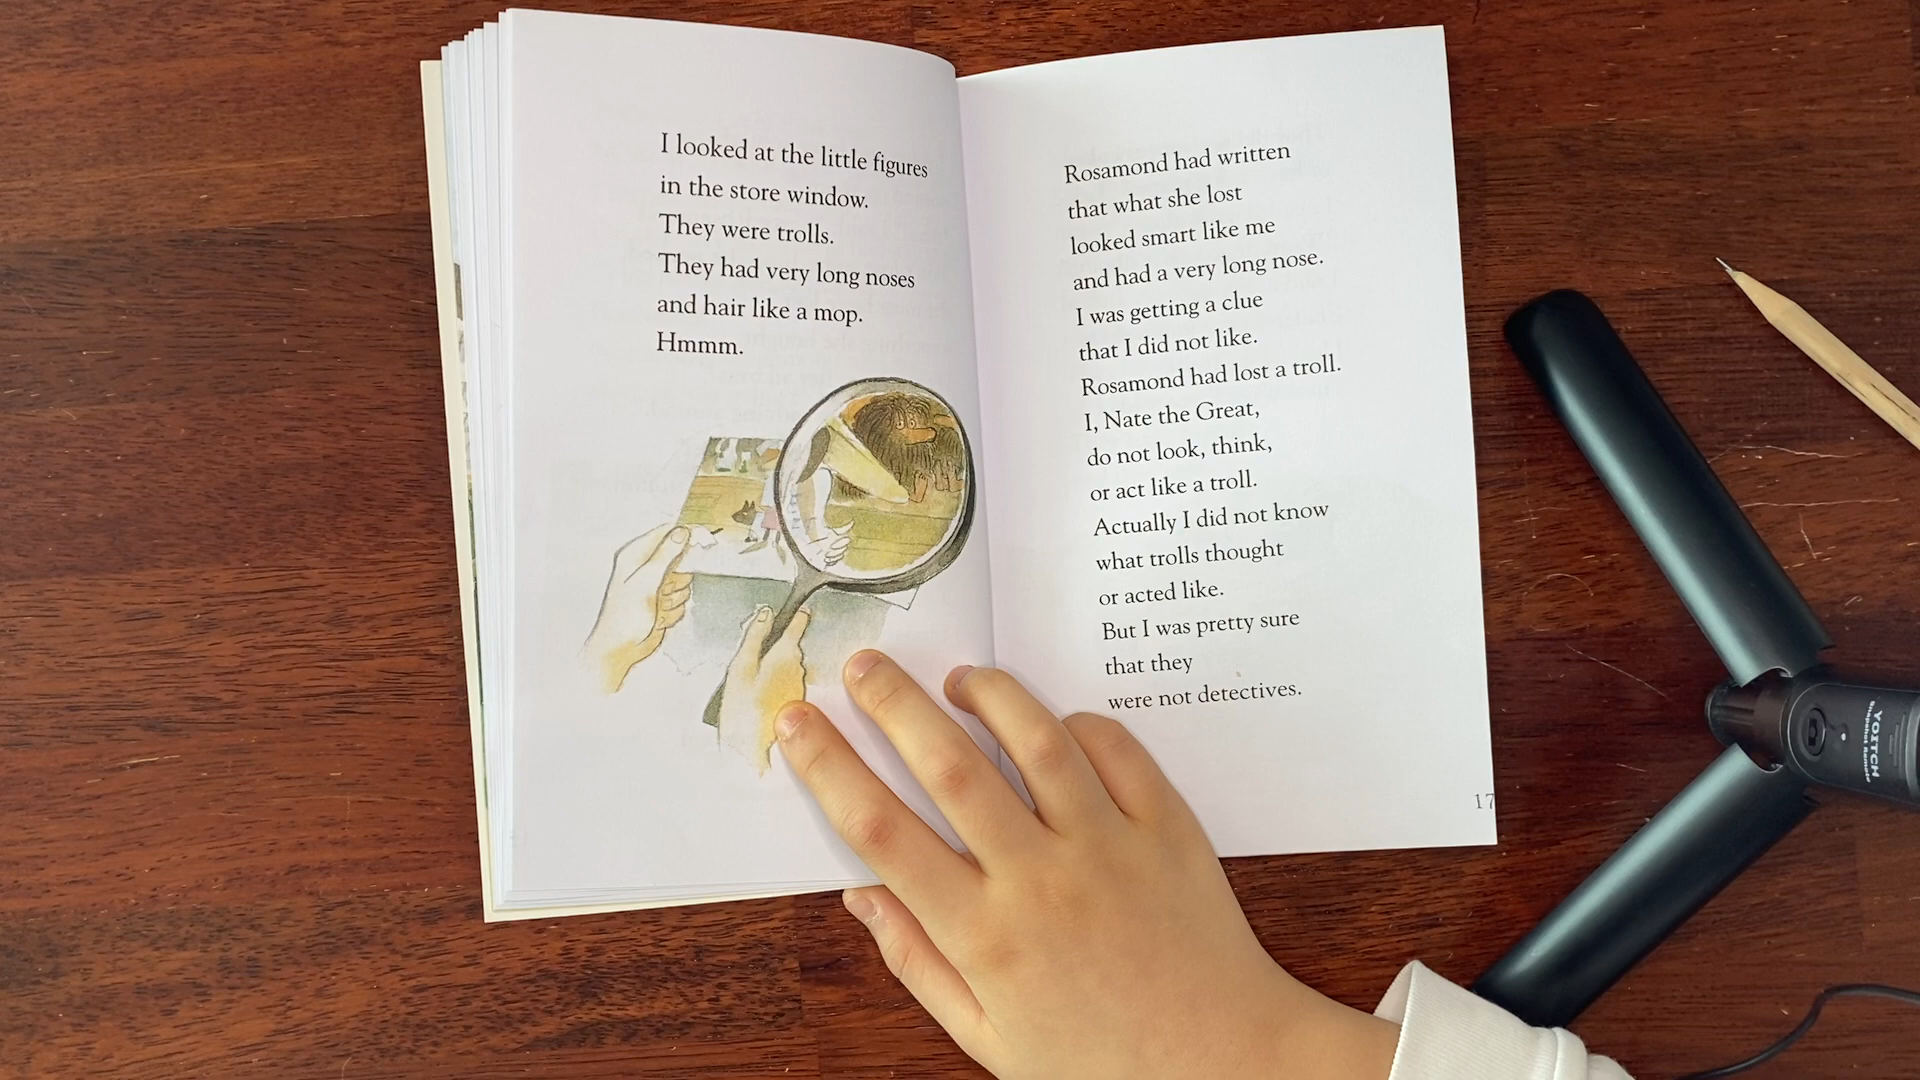 I looked at the little figures
in the store window.
They were trolls.
They had very long noses
and hair like a mop.
Hmmm.
Rosamond had written
that what she lost
looked smart like me
and had a very long nose.
I was getting a clue
that I did not like.
Rosamond had lost a troll.
I, Nate the Great,
do not look, think,
or act like a troll.
Actually I did not know
what trolls thought
or acted like.
But I was pretty sure
that they
were not detectives.
17
YOITCH
Snapshot Remote